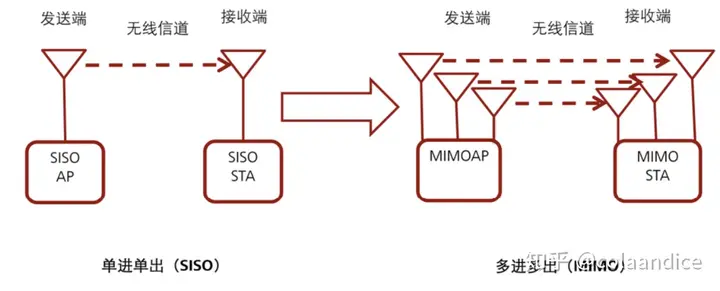 发送端
无线信道
接收端
发送端
无线信道
接收端
SISO
AP
SISO
STA
MIMOAP
MIMO
STA
单进单出（SISO）
多进多出（MIMO）
知乎 @colaandice